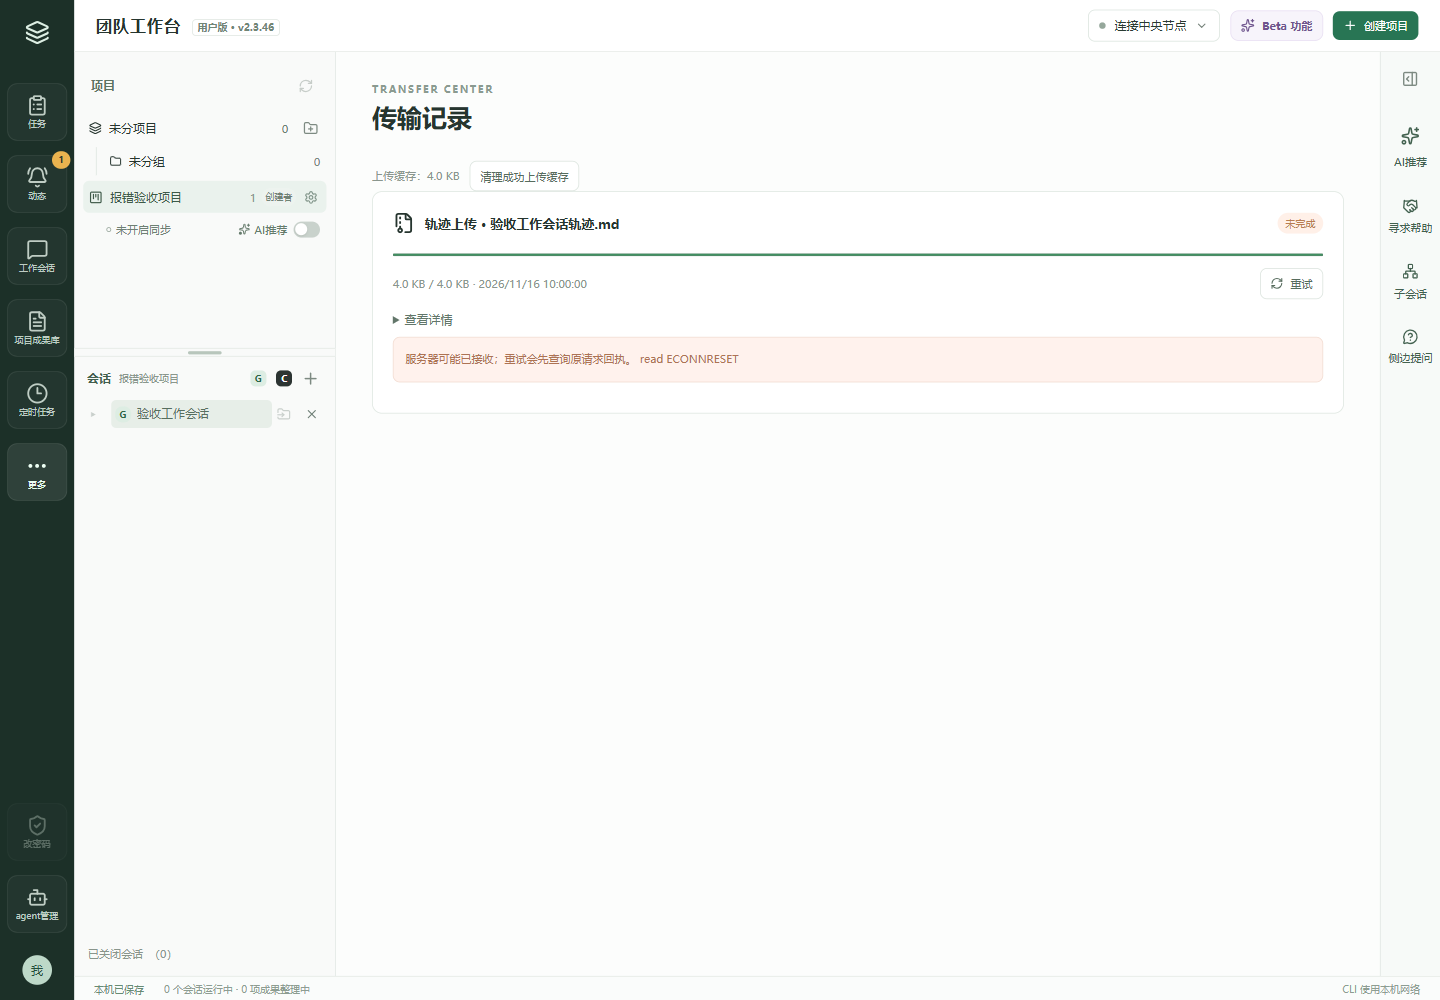 团队工作台 用户版 • v2.3.46 连接中央节点 Beta 功能 创建项目
任务
1
动态
工作会话
项目成果库
定时任务
更多
改密码
agent管理
我
项目
未分项目 0
未分组 0
报错验收项目 1 创建者
未开启同步 AI推荐
会话 报错验收项目 G C
G 验收工作会话
已关闭会话 (0)
TRANSFER CENTER
传输记录
上传缓存：4.0 KB 清理成功上传缓存
轨迹上传 • 验收工作会话轨迹.md 未完成
4.0 KB / 4.0 KB · 2026/11/16 10:00:00 重试
查看详情
服务器可能已接收；重试会先查询原请求回执。 read ECONNRESET
AI推荐
寻求帮助
子会话
侧边提问
本机已保存 0 个会话运行中 · 0 项成果整理中 CLI 使用本机网络